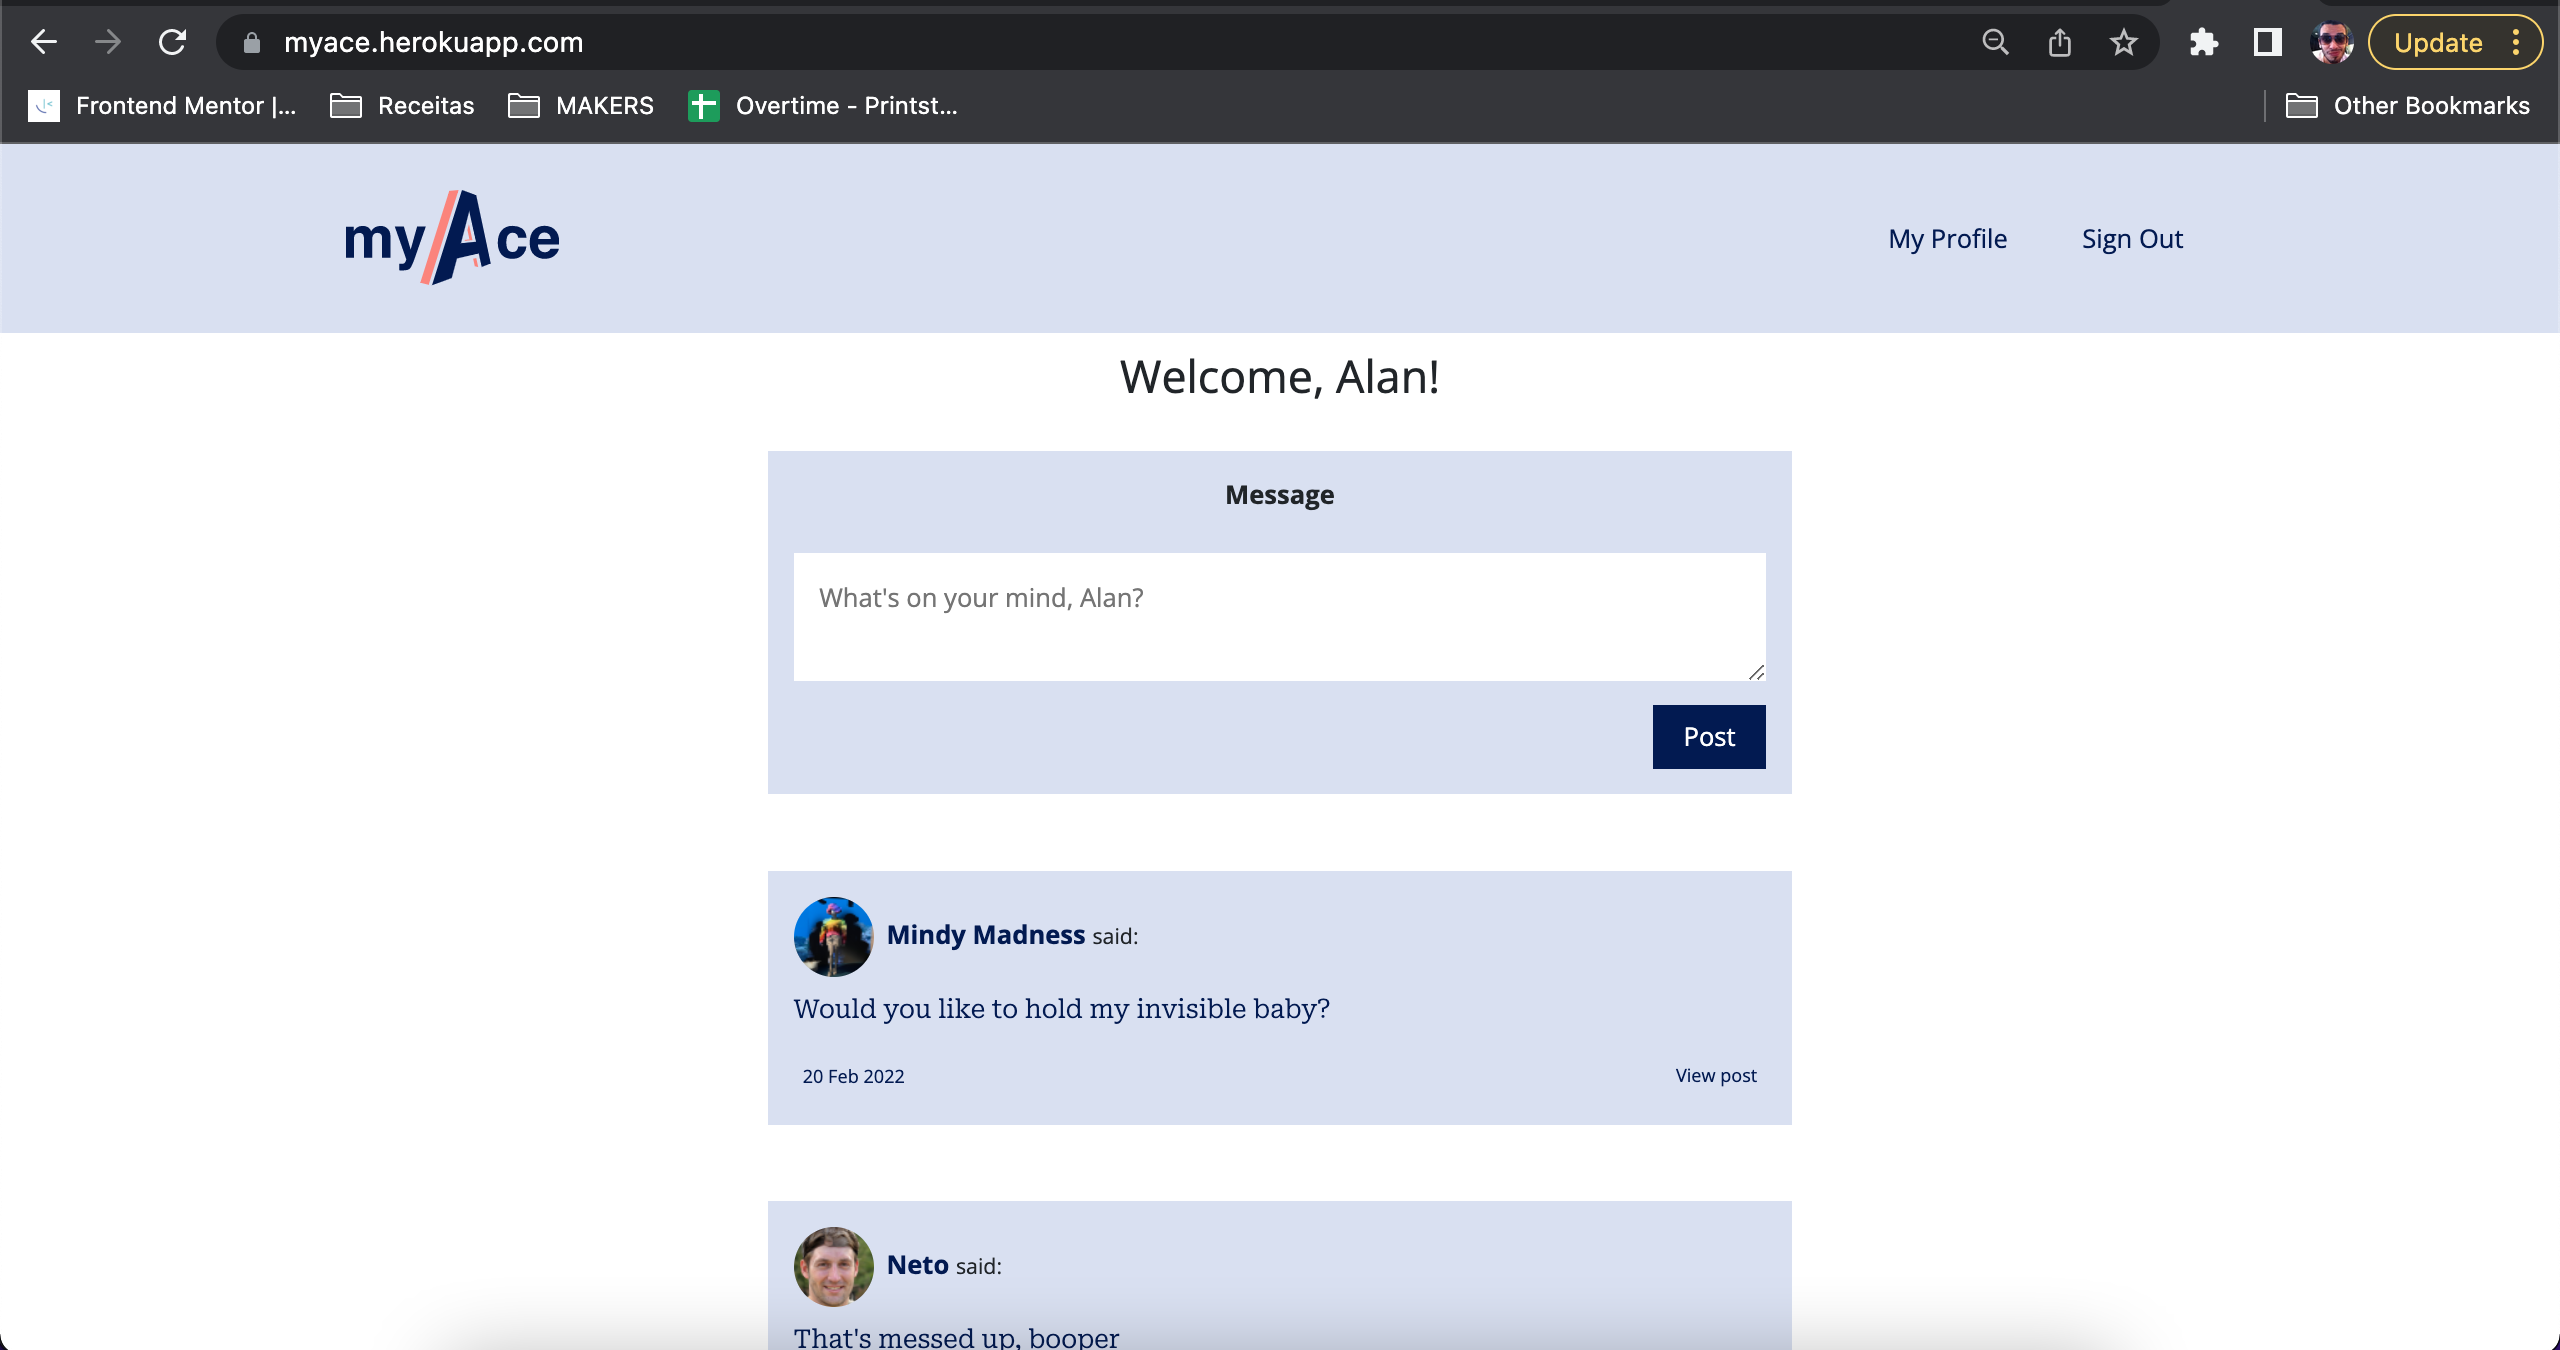 myace.herokuapp.com
Update
Frontend Mentor |...
Receitas
MAKERS
Overtime - Printst...
Other Bookmarks
myAce
My Profile
Sign Out
Welcome, Alan!
Message
What's on your mind, Alan?
Post
Mindy Madness said:
Would you like to hold my invisible baby?
20 Feb 2022
View post
Neto said:
That's messed up, booper